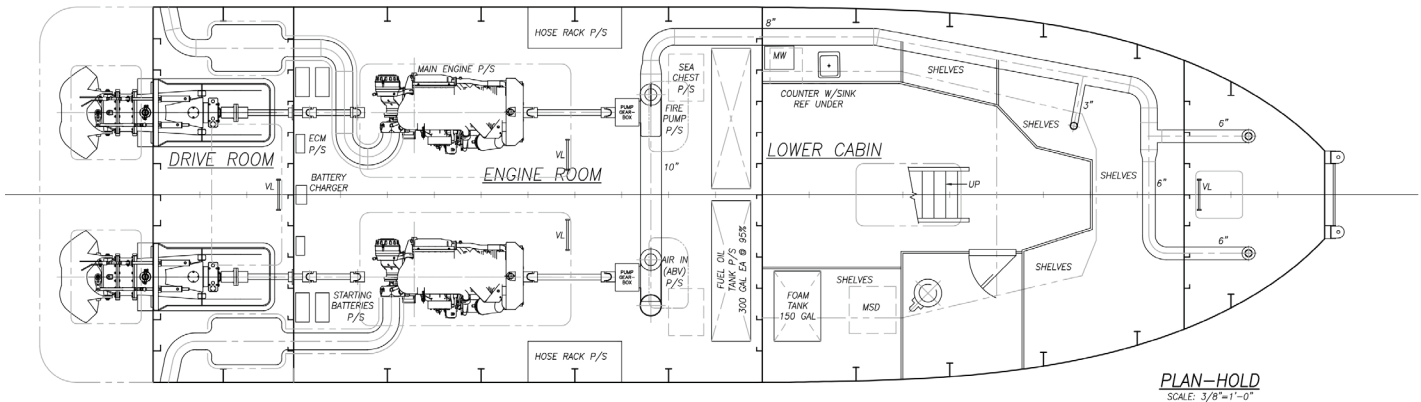 HOSE RACK P/S
8"
MAIN ENGINE P/S
SEA
CHEST
P/S
MW
COUNTER W/SINK
REF UNDER
SHELVES
SHELVES
3"
PUMP
GEAR-
BOX
FIRE
PUMP
P/S
6"
DRIVE ROOM
ECM
P/S
VL
LOWER CABIN
BATTERY
CHARGER
ENGINE ROOM
10"
SHELVES
VL
UP
6"
VL
VL
FUEL OIL
TANK P/S
300 GAL EA @ 95%
6"
AIR IN
(ABV)
P/S
PUMP
GEAR-
BOX
SHELVES
SHELVES
STARTING
BATTERIES
P/S
FOAM
TANK
150 GAL
MSD
HOSE RACK P/S
PLAN-HOLD
SCALE: 3/8"=1'-0"